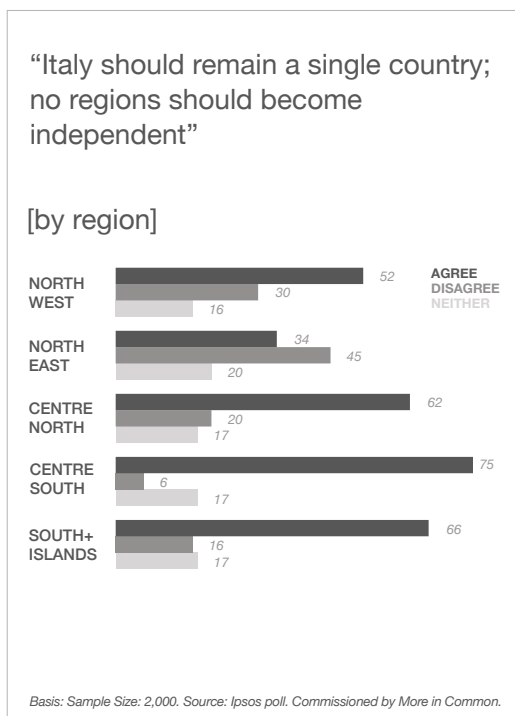 “Italy should remain a single country;
no regions should become
independent”
[by region]
AGREE
DISAGREE
NEITHER
NORTH
WEST
52
30
16
NORTH
EAST
34
45
20
CENTRE
NORTH
62
20
17
CENTRE
SOUTH
75
6
17
SOUTH+
ISLANDS
66
16
17
Basis: Sample Size: 2,000. Source: Ipsos poll. Commissioned by More in Common.